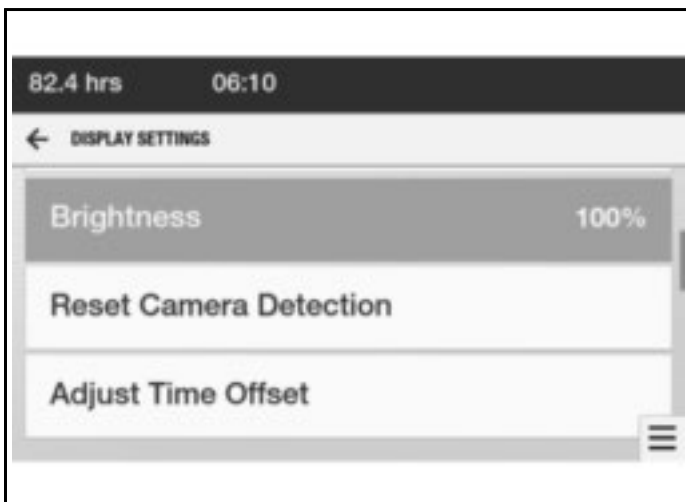 82.4 hrs 06:10
← DISPLAY SETTINGS
Brightness 100%
Reset Camera Detection
Adjust Time Offset